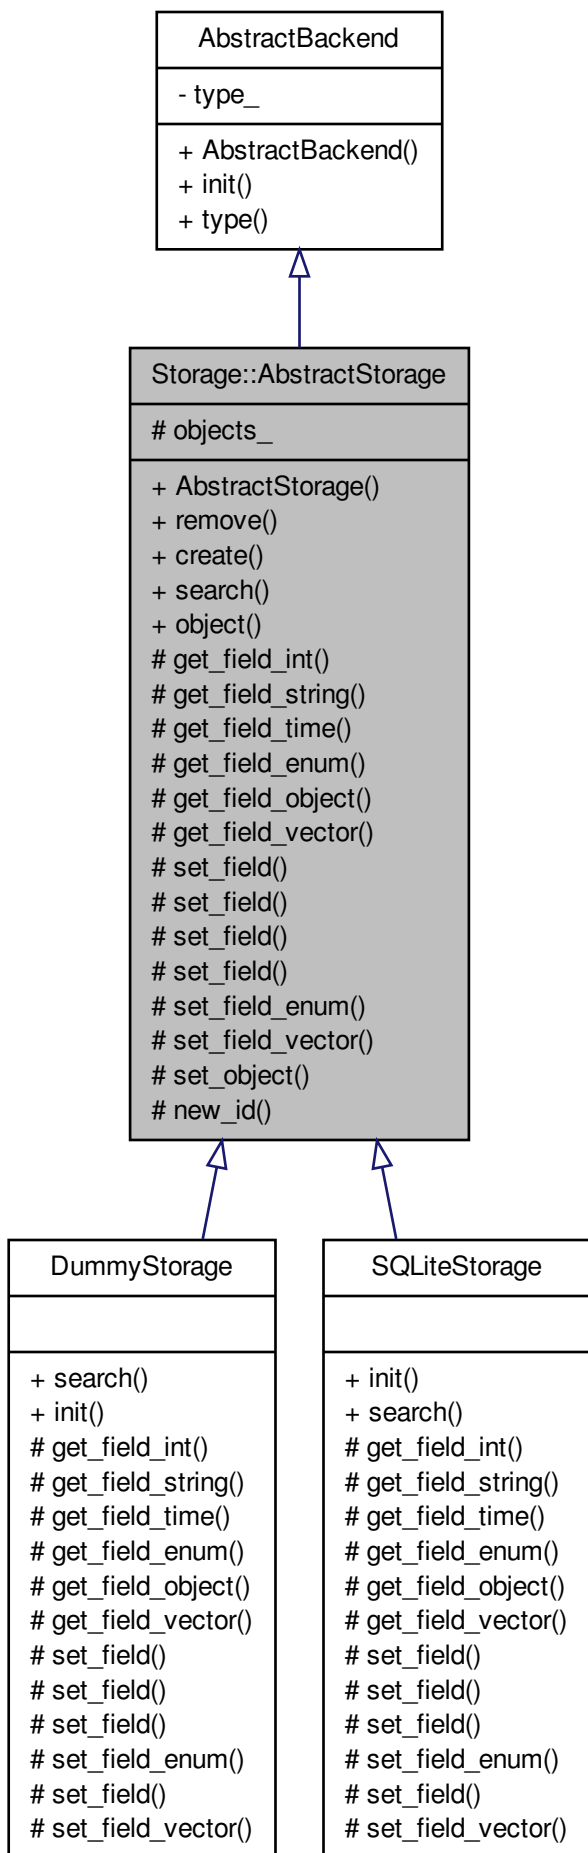 AbstractBackend
- type_
+ AbstractBackend()
+ init()
+ type()
Storage::AbstractStorage
# objects_
+ AbstractStorage()
+ remove()
+ create()
+ search()
+ object()
# get_field_int()
# get_field_string()
# get_field_time()
# get_field_enum()
# get_field_object()
# get_field_vector()
# set_field()
# set_field()
# set_field()
# set_field()
# set_field_enum()
# set_field_vector()
# set_object()
# new_id()
DummyStorage
+ search()
+ init()
# get_field_int()
# get_field_string()
# get_field_time()
# get_field_enum()
# get_field_object()
# get_field_vector()
# set_field()
# set_field()
# set_field()
# set_field_enum()
# set_field()
# set_field_vector()
SQLiteStorage
+ init()
+ search()
# get_field_int()
# get_field_string()
# get_field_time()
# get_field_enum()
# get_field_object()
# get_field_vector()
# set_field()
# set_field()
# set_field()
# set_field_enum()
# set_field()
# set_field_vector()